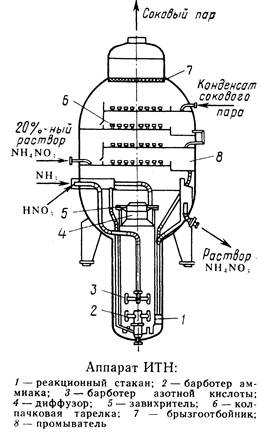 Соковый пар
7
Конденсат
сокового
пара
6
20%-ный
раствор
NH4NO3
8
NH3
HNO3
5
4
Раствор
NH4NO3
3
2
1
Аппарат ИТН:
1 — реакционный стакан; 2 — барботер ам-
миака; 3 — барботер азотной кислоты;
4 — диффузор; 5 — завихритель; 6 — кол-
пачковая тарелка; 7 — брызгоотбойник;
8 — промыватель